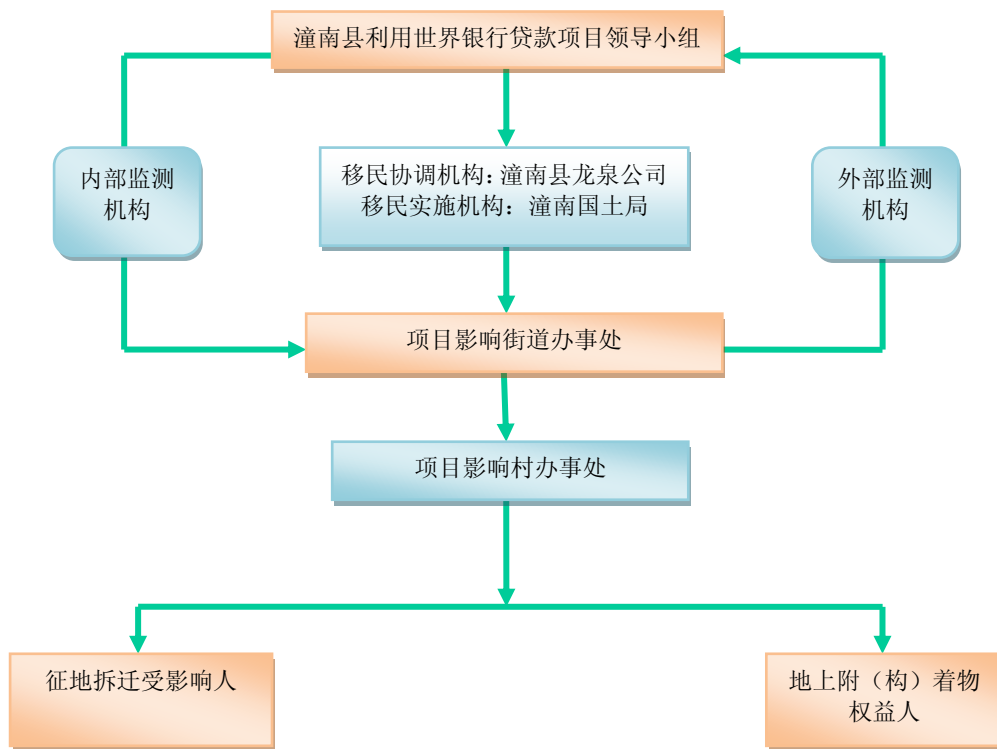 潼南县利用世界银行贷款项目领导小组
内部监测
机构
移民协调机构：潼南县龙泉公司
移民实施机构：潼南国土局
外部监测
机构
项目影响街道办事处
项目影响村办事处
征地拆迁受影响人
地上附（构）着物
权益人